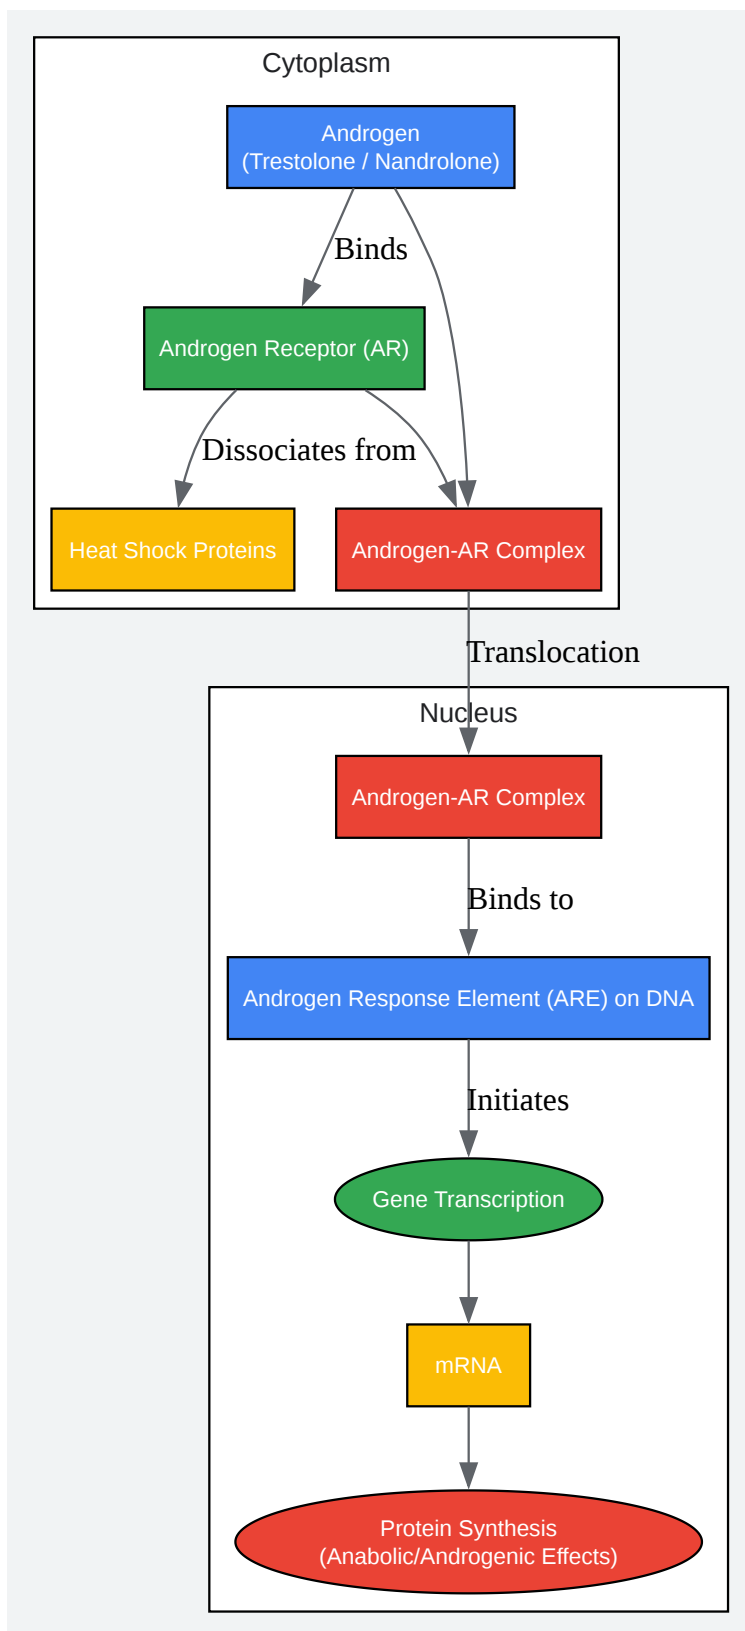 Cytoplasm
Androgen
(Trestolone / Nandrolone)
Binds
Androgen Receptor (AR)
Dissociates from
Heat Shock Proteins
Androgen-AR Complex
Translocation
Nucleus
Androgen-AR Complex
Binds to
Androgen Response Element (ARE) on DNA
Initiates
Gene Transcription
mRNA
Protein Synthesis
(Anabolic/Androgenic Effects)